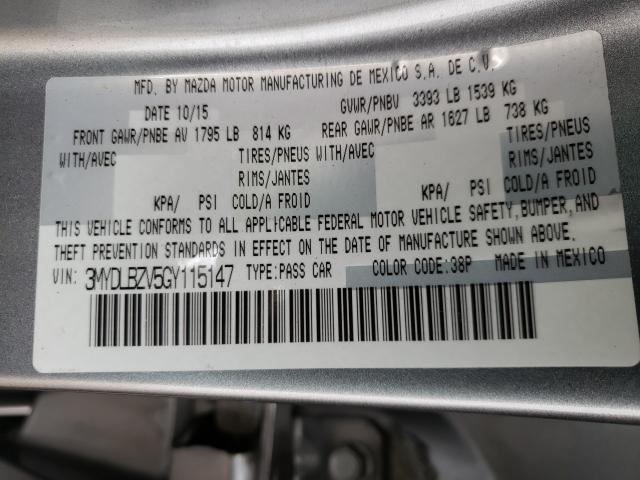 MFD. BY MAZDA MOTOR MANUFACTURING DE MEXICO S.A. DE C.V.
DATE 10/15 GVWR/PNBV 3393 LB 1539 KG
FRONT GAWR/PNBE AV 1795 LB 814 KG REAR GAWR/PNBE AR 1627 LB 738 KG
WITH/AVEC TIRES/PNEUS WITH/AVEC TIRES/PNEUS
RIMS/JANTES RIMS/JANTES
KPA/ PSI COLD/A FROID KPA/ PSI COLD/A FROID
THIS VEHICLE CONFORMS TO ALL APPLICABLE FEDERAL MOTOR VEHICLE SAFETY, BUMPER, AND
THEFT PREVENTION STANDARDS IN EFFECT ON THE DATE OF MANUFACTURE SHOWN ABOVE.
VIN: 3MYDLBZV5GY115147 TYPE:PASS CAR COLOR CODE:38P MADE IN MEXICO